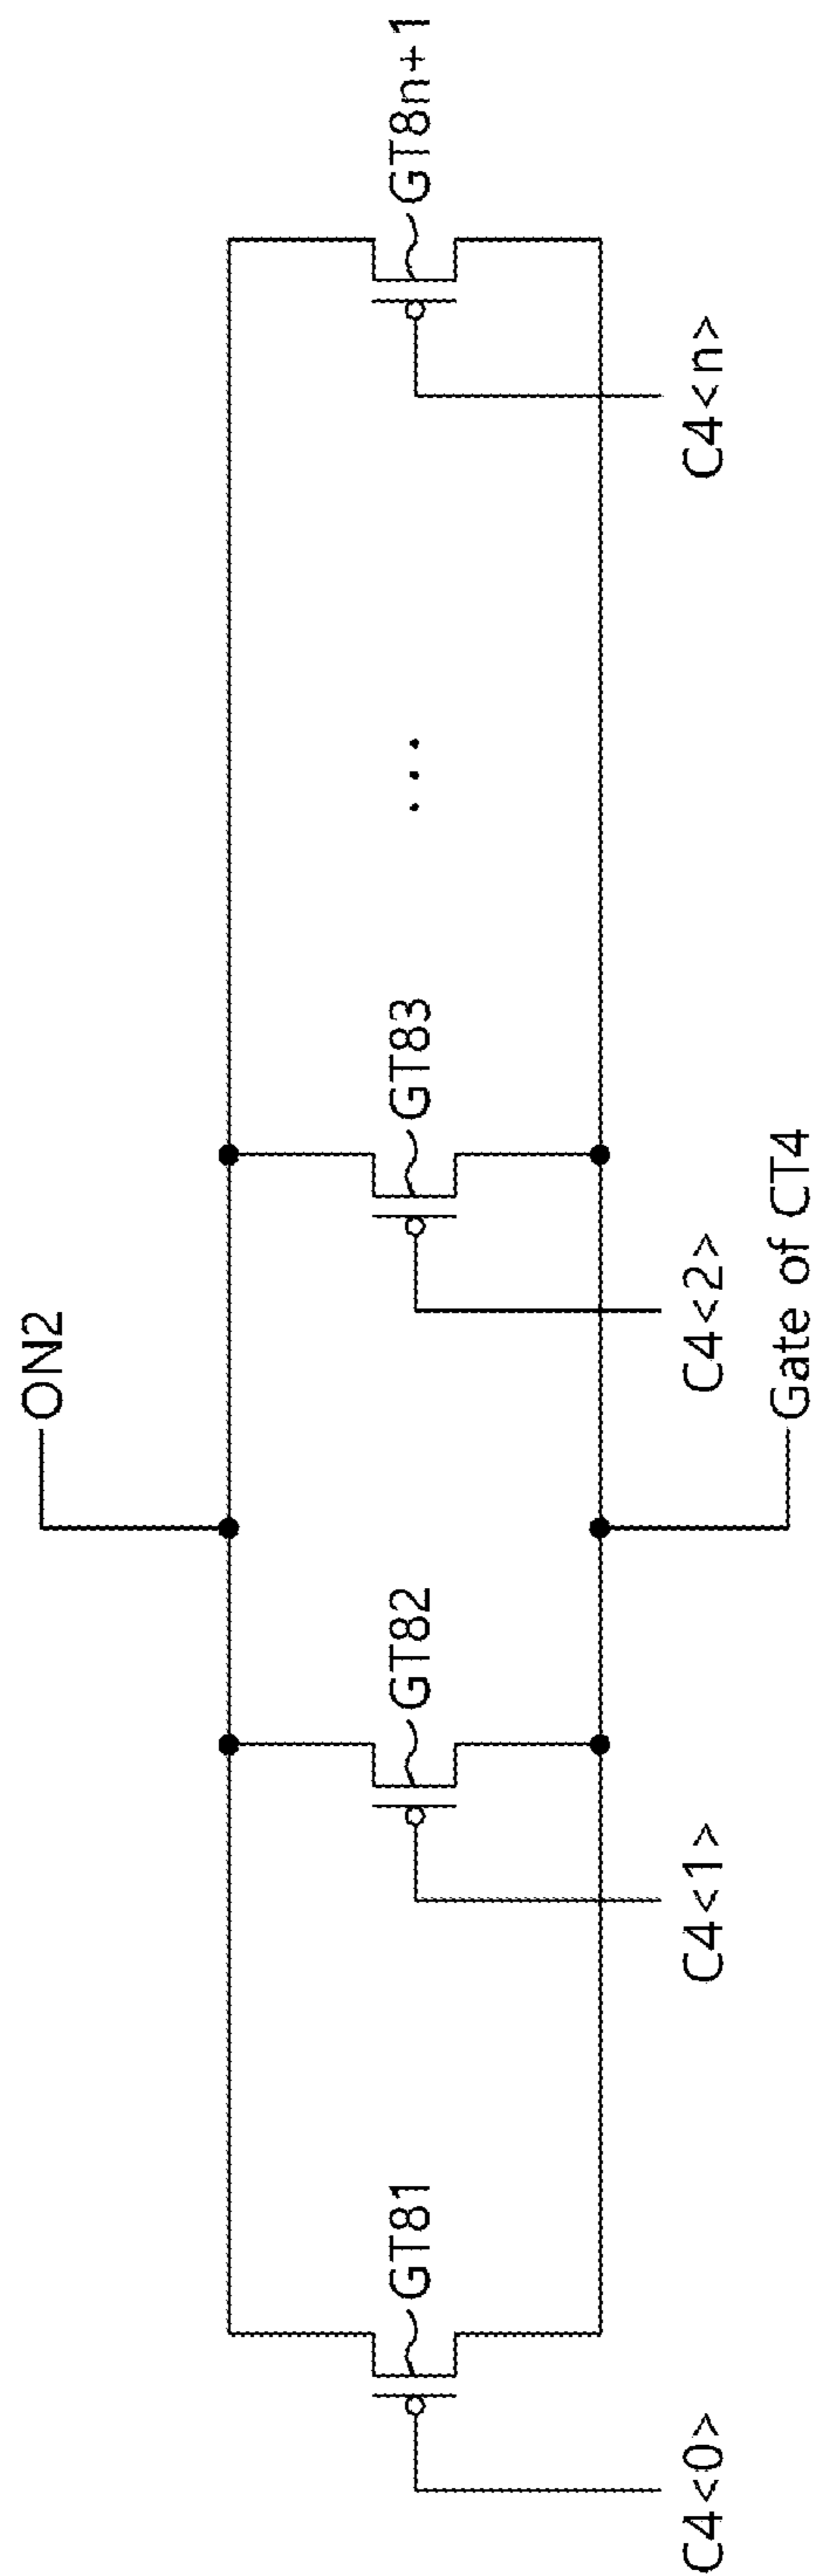 ON2
GT81
GT82
GT83
...
GT8n+1
C4<0>
C4<1>
C4<2>
C4<n>
Gate of CT4